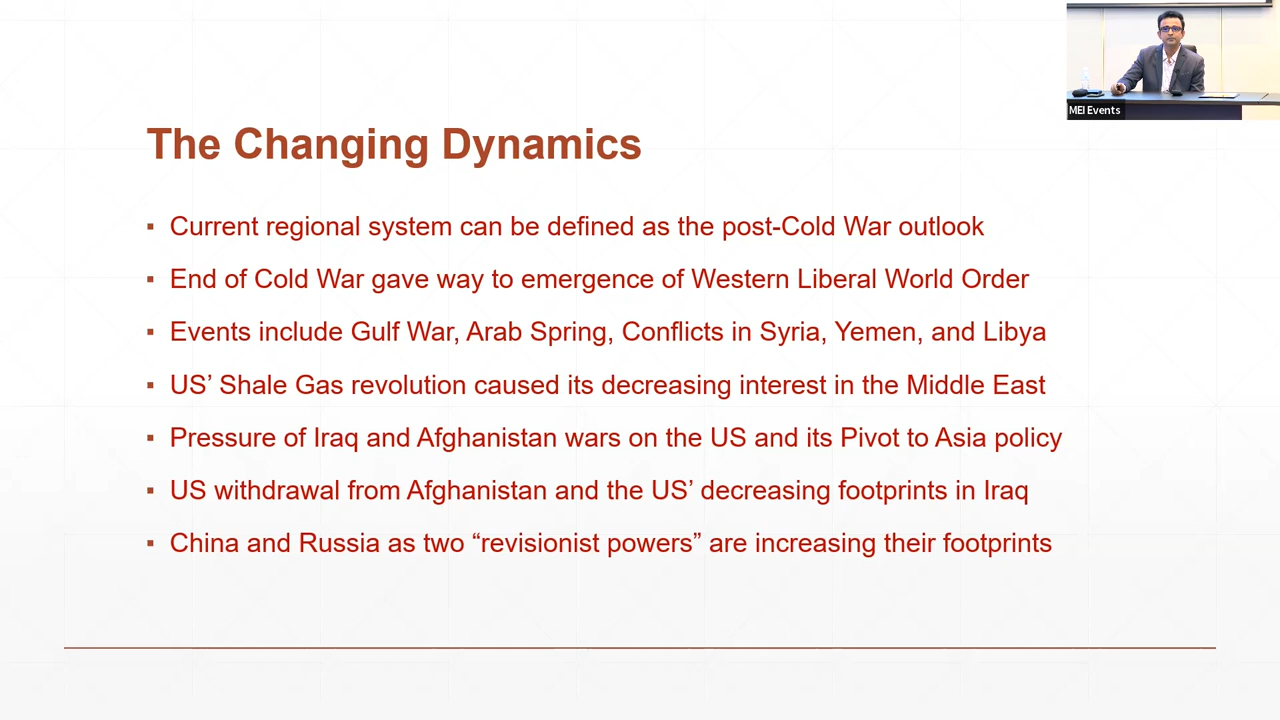 MEI Events
The Changing Dynamics
▪ Current regional system can be defined as the post-Cold War outlook
▪ End of Cold War gave way to emergence of Western Liberal World Order
▪ Events include Gulf War, Arab Spring, Conflicts in Syria, Yemen, and Libya
▪ US’ Shale Gas revolution caused its decreasing interest in the Middle East
▪ Pressure of Iraq and Afghanistan wars on the US and its Pivot to Asia policy
▪ US withdrawal from Afghanistan and the US’ decreasing footprints in Iraq
▪ China and Russia as two “revisionist powers” are increasing their footprints